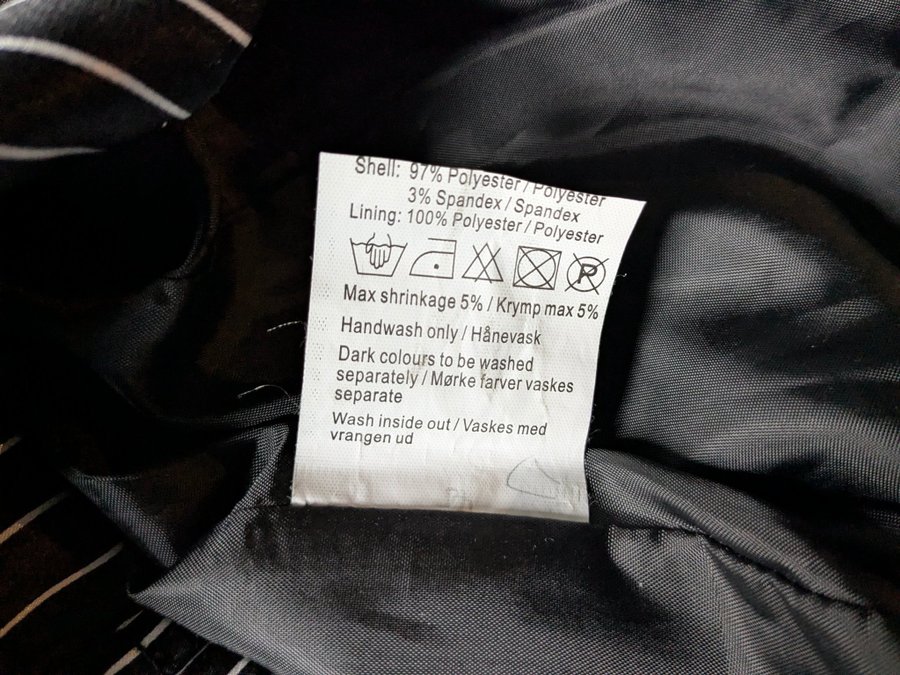 Shell: 97% Polyester / Polyester
3% Spandex / Spandex
Lining: 100% Polyester / Polyester
P
Max shrinkage 5% / Krymp max 5%
Handwash only / Hånevask
Dark colours to be washed
separately / Mørke farver vaskes
separate
Wash inside out / Vaskes med
vrangen ud